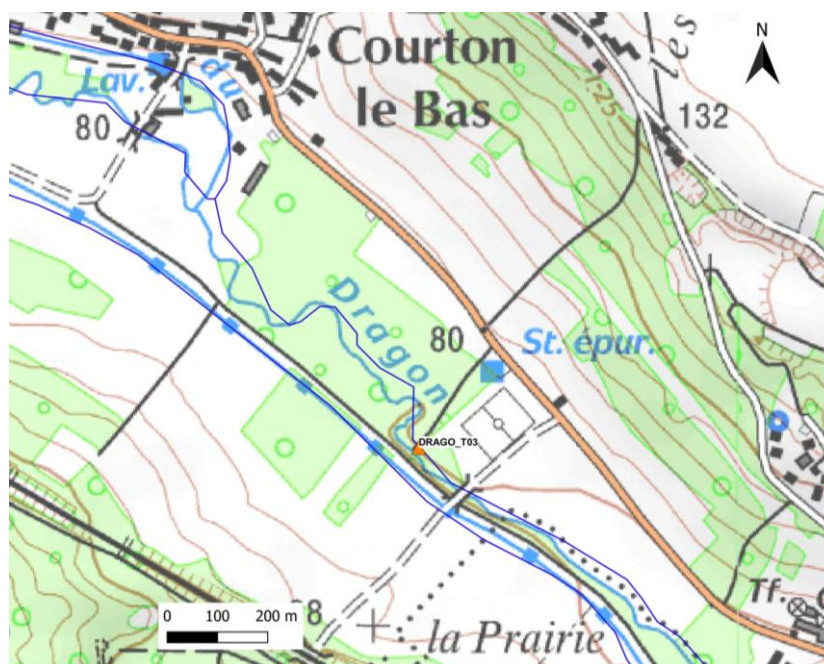 Courton
le Bas
N
Lav.
du
80
les
125
132
Dragon
80
St. épur.
DRAGO_T03
0 100 200 m
la Prairie
Tf.